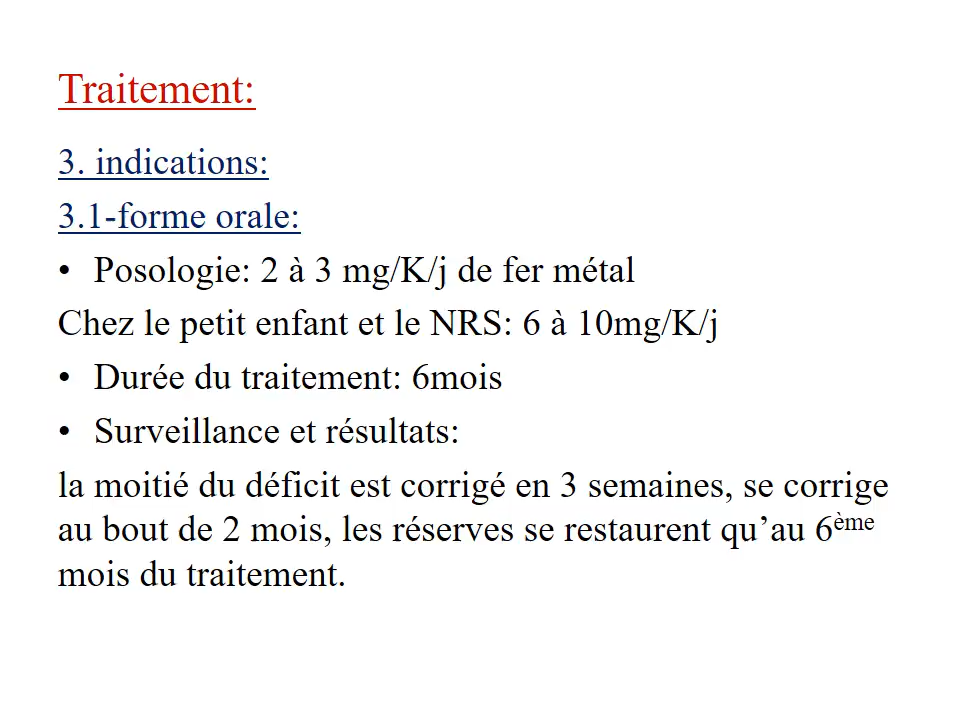 Traitement:
3. indications:
3.1-forme orale:
• Posologie: 2 à 3 mg/K/j de fer métal
Chez le petit enfant et le NRS: 6 à 10mg/K/j
• Durée du traitement: 6mois
• Surveillance et résultats:
la moitié du déficit est corrigé en 3 semaines, se corrige
au bout de 2 mois, les réserves se restaurent qu’au 6ème
mois du traitement.